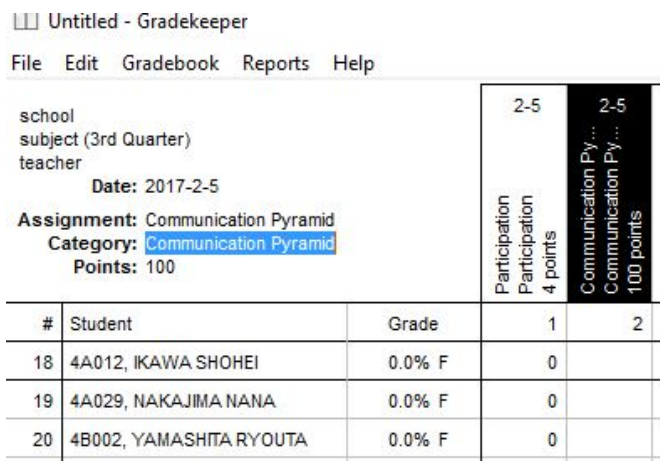 Untitled - Gradekeeper
File Edit Gradebook Reports Help
school
subject (3rd Quarter)
teacher
Date: 2017-2-5
Assignment: Communication Pyramid
Category: Communication Pyramid
Points: 100
2-5
Participation
Participation
4 points
2-5
Communication Py...
Communication Py...
100 points
# Student Grade 1 2
18 4A012, IKAWA SHOHEI 0.0% F 0
19 4A029, NAKAJIMA NANA 0.0% F 0
20 4B002, YAMASHITA RYOUTA 0.0% F 0